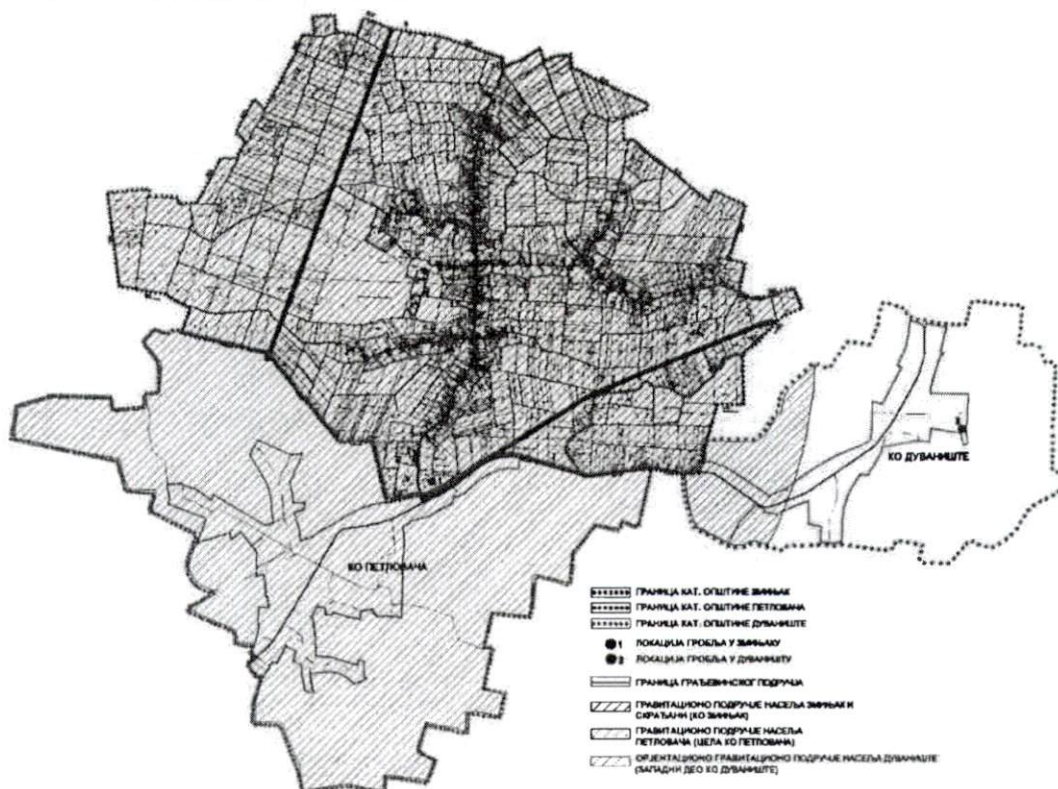 КО ДУВАНИШТЕ
КО ПЕТЛОВАЧА
ГРАНИЦА КАТ. ОПШТИНЕ ЗМИЊАК
ГРАНИЦА КАТ. ОПШТИНЕ ПЕТЛОВАЧА
ГРАНИЦА КАТ. ОПШТИНЕ ДУВАНИШТЕ
1 ЛОКАЦИЈА ГРОБЉА У ЗМИЊАКУ
2 ЛОКАЦИЈА ГРОБЉА У ДУВАНИШТУ
ГРАНИЦА ГРАЂЕВИНСКОГ ПОДРУЧЈА
ГРАВИТАЦИОНО ПОДРУЧЈЕ НАСЕЉА ЗМИЊАК И
СКРАЂАНИ (КО ЗМИЊАК)
ГРАВИТАЦИОНО ПОДРУЧЈЕ НАСЕЉА
ПЕТЛОВАЧА (ЦЕЛА КО ПЕТЛОВАЧА)
ОРЈЕНТАЦИОНО ГРАВИТАЦИОНО ПОДРУЧЈЕ НАСЕЉА ДУВАНИШТЕ
(ЗАПАДНИ ДЕО КО ДУВАНИШТЕ)